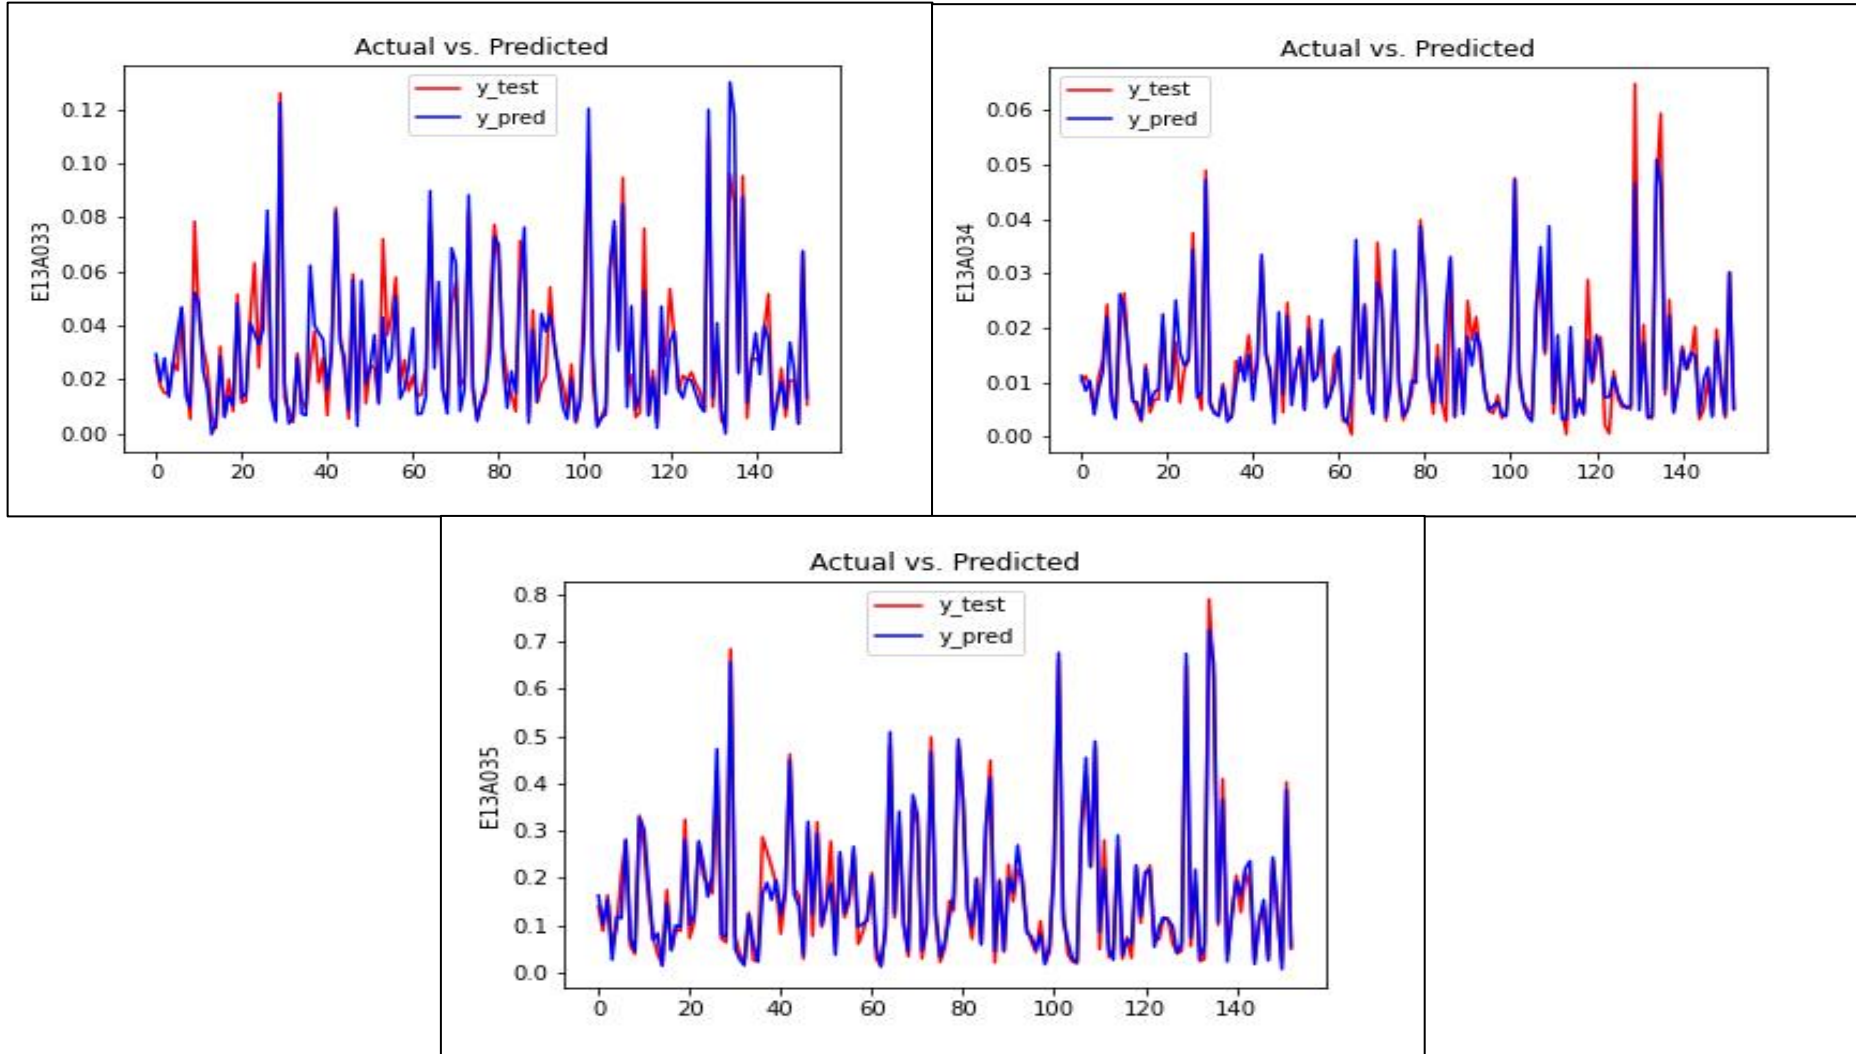 Actual vs. Predicted
y_test
y_pred
E13A033
0.12
0.10
0.08
0.06
0.04
0.02
0.00
0 20 40 60 80 100 120 140
Actual vs. Predicted
y_test
y_pred
E13A034
0.06
0.05
0.04
0.03
0.02
0.01
0.00
0 20 40 60 80 100 120 140
Actual vs. Predicted
y_test
y_pred
E13A035
0.8
0.7
0.6
0.5
0.4
0.3
0.2
0.1
0.0
0 20 40 60 80 100 120 140